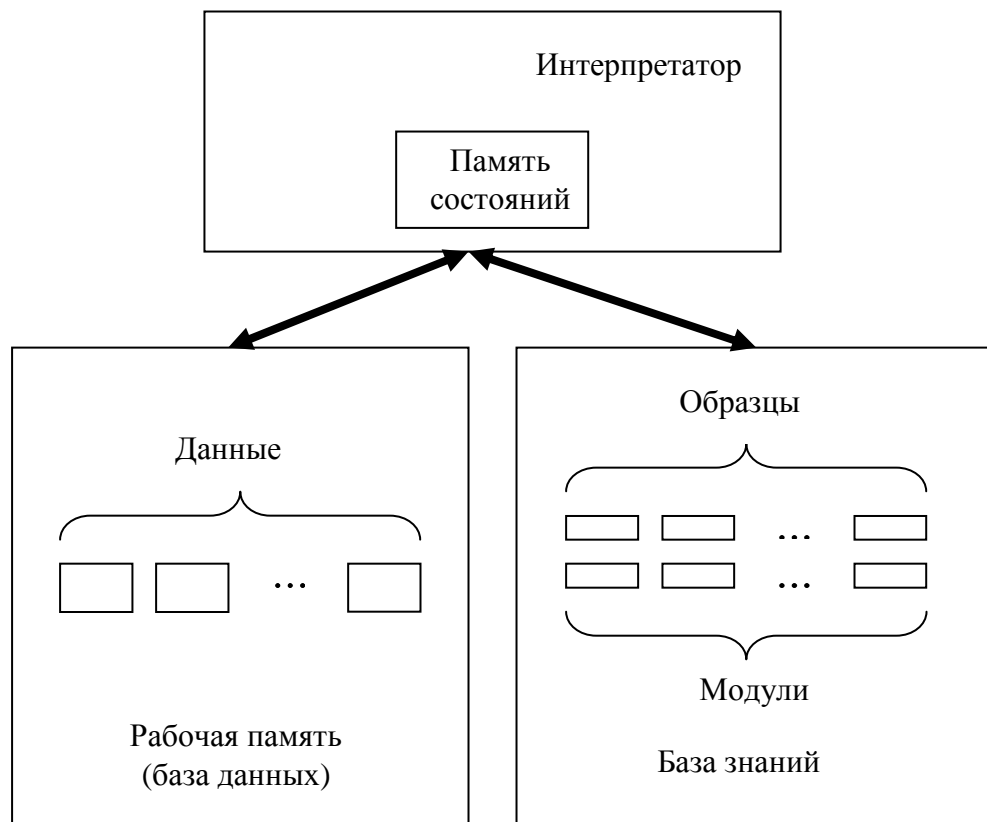 Интерпретатор
Память
состояний
Данные
...
Рабочая память
(база данных)
Образцы
...
...
Модули
База знаний